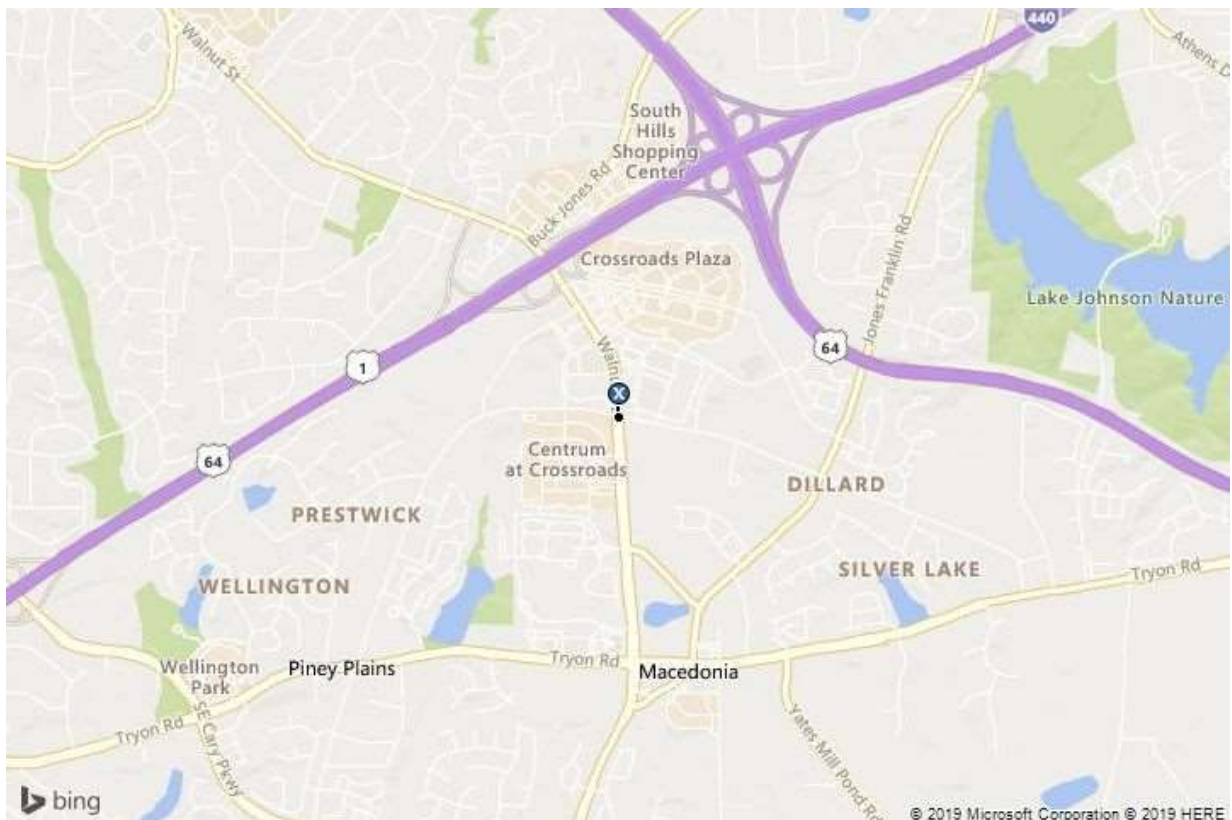 440
Walnut St
Athens D
South
Hills
Shopping
Center
Buck Jones Rd
Crossroads Plaza
Jones Franklin Rd
Lake Johnson Nature
64
1
Walnu
X
Centrum
at Crossroads
64
DILLARD
PRESTWICK
SILVER LAKE
Tryon Rd
WELLINGTON
Wellington
Park
Piney Plains
Tryon Rd
Macedonia
Tryon Rd
SE Cary Pkwy
Yates Mill Pond Rd
bing
© 2019 Microsoft Corporation © 2019 HERE